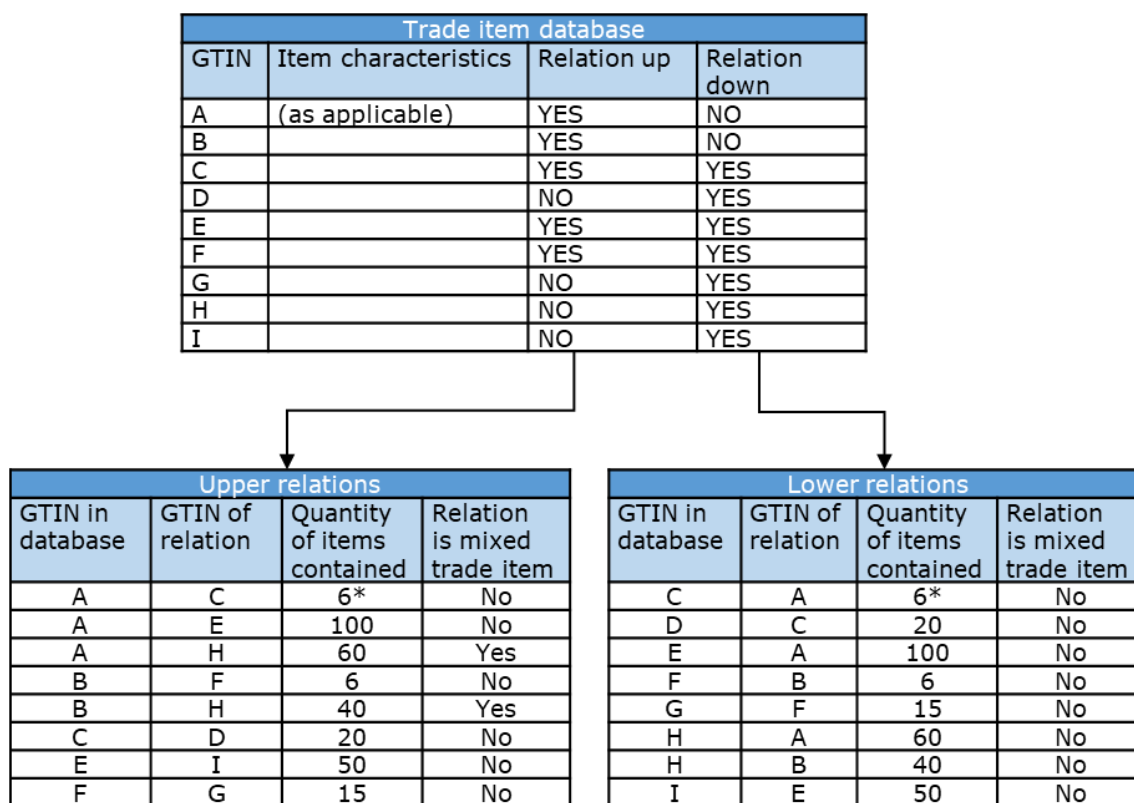 Trade item database
GTIN Item characteristics Relation up Relation
down
A (as applicable) YES NO
B YES NO
C YES YES
D NO YES
E YES YES
F YES YES
G NO YES
H NO YES
I NO YES
Upper relations
GTIN in GTIN of Quantity Relation
database relation of items is mixed
contained trade item
A C 6* No
A E 100 No
A H 60 Yes
B F 6 No
B H 40 Yes
C D 20 No
E I 50 No
F G 15 No
Lower relations
GTIN in GTIN of Quantity Relation
database relation of items is mixed
contained trade item
C A 6* No
D C 20 No
E A 100 No
F B 6 No
G F 15 No
H A 60 No
H B 40 No
I E 50 No